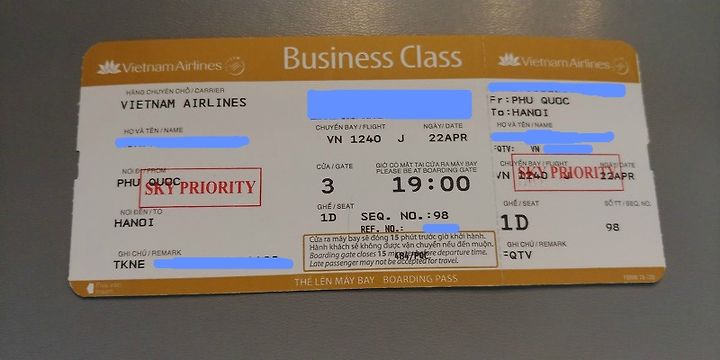 Business Class
VietnamAirlines
HÃNG CHUYÊN CHỞ/CARRIER
VIETNAM AIRLINES
HỌ VÀ TÊN/NAME
NƠI ĐI/FROM
PHU QUOC
SKY PRIORITY
NƠI ĐẾN/TO
HANOI
GHI CHÚ/REMARK
TKNE
CHUYẾN BAY/FLIGHT
NGÀY/DATE
VN 1240 J 22APR
CỬA/GATE
GIỜ CÓ MẶT TẠI CỬA RA MÁY BAY
PLEASE BE AT BOARDING GATE
3 19:00
GHẾ/SEAT
1D SEQ. NO.:98
REF. NO.:
Cửa ra máy bay sẽ đóng 15 phút trước giờ khởi hành.
Hành khách sẽ không được vận chuyển nếu đến muộn.
Boarding gate closes 15 before departure time.
Late passenger may not be accepted for travel.
THẺ LÊN MÁY BAY BOARDING PASS
VietnamAirlines
Fr:PHU QUOC
To:HANOI
HỌ VÀ TÊN/NAME
FQTV: VN
CHUYẾN BAY/FLIGHT
NGÀY/DATE
VN 1240 J 22APR
SKY PRIORITY
GHẾ/SEAT
SỐ TT/SEQ. NO.
1D 98
GHI CHÚ/REMARK
FQTV